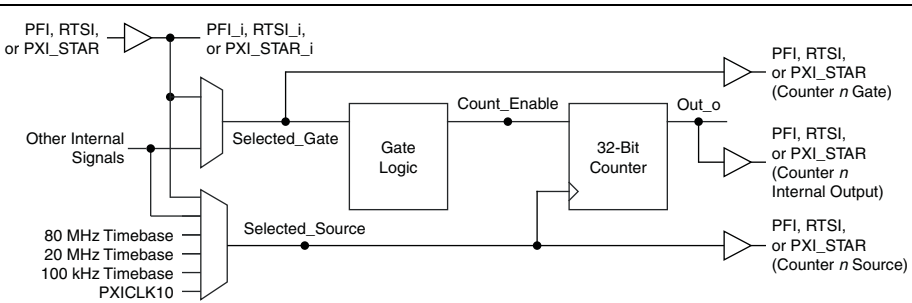 PFI, RTSI,
or PXI_STAR
PFI_i, RTSI_i,
or PXI_STAR_i
PFI, RTSI,
or PXI_STAR
(Counter n Gate)
Other Internal
Signals
Selected_Gate
Gate
Logic
Count_Enable
32-Bit
Counter
Out_o
PFI, RTSI,
or PXI_STAR
(Counter n
Internal Output)
80 MHz Timebase
20 MHz Timebase
100 kHz Timebase
PXICLK10
Selected_Source
PFI, RTSI,
or PXI_STAR
(Counter n Source)